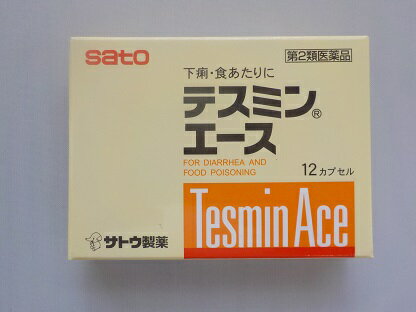 sato
第2類医薬品
下痢・食あたりに
テスミン®
エース
FOR DIARRHEA AND
FOOD POISONING
12カプセル
サトウ製薬
Tesmin Ace